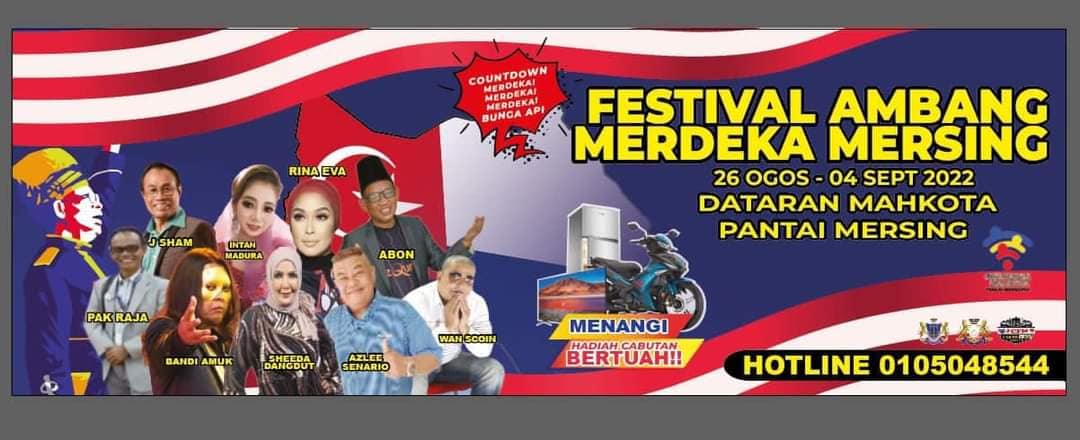 COUNTDOWN
MERDEKA!
MERDEKA!
MERDEKA!
BUNGA API
FESTIVAL AMBANG
MERDEKA MERSING
26 OGOS - 04 SEPT 2022
DATARAN MAHKOTA
PANTAI MERSING
RINA EVA
J SHAM
INTAN
MADURA
ABON
PAK RAJA
BANDI AMUK
SHEEDA
DANGDUT
AZLEE
SENARIO
WAN SCOIN
MENANGI
HADIAH CABUTAN
BERTUAH!!
HOTLINE 0105048544